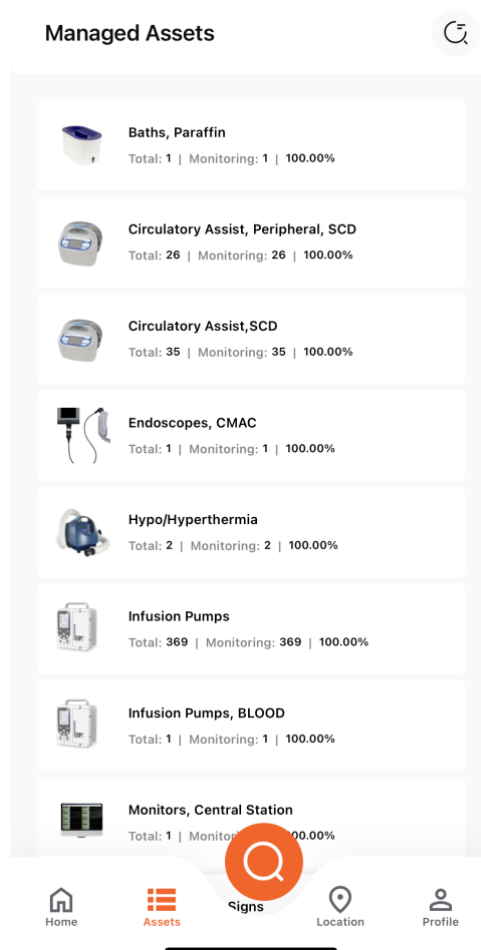 Managed Assets
Baths, Paraffin
Total: 1 | Monitoring: 1 | 100.00%
Circulatory Assist, Peripheral, SCD
Total: 26 | Monitoring: 26 | 100.00%
Circulatory Assist,SCD
Total: 35 | Monitoring: 35 | 100.00%
Endoscopes, CMAC
Total: 1 | Monitoring: 1 | 100.00%
Hypo/Hyperthermia
Total: 2 | Monitoring: 2 | 100.00%
Infusion Pumps
Total: 369 | Monitoring: 369 | 100.00%
Infusion Pumps, BLOOD
Total: 1 | Monitoring: 1 | 100.00%
Monitors, Central Station
Total: 1 | 00.00%
Signs
Home Assets Location Profile